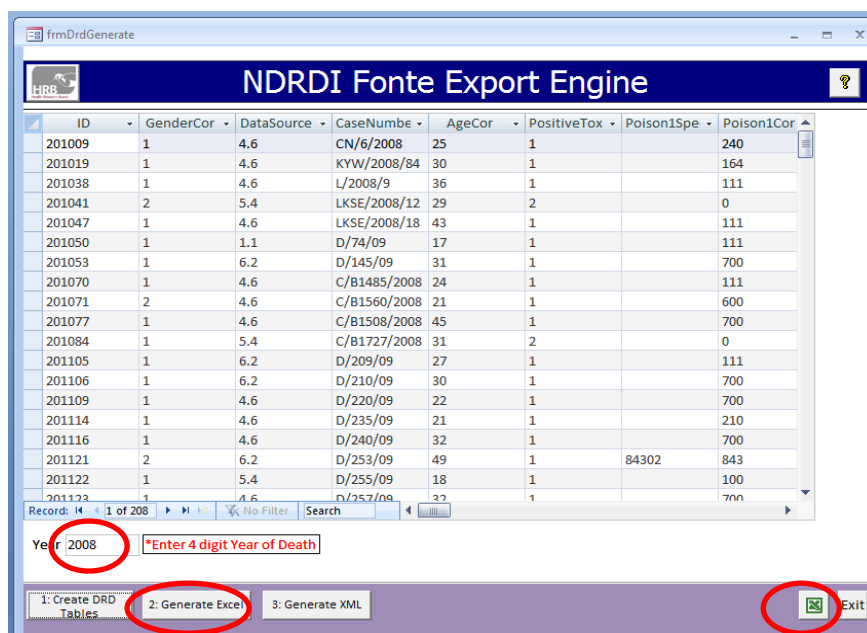 frmDrdGenerate
HRB NDRDI Fonte Export Engine ?
ID GenderCor DataSource CaseNumbe AgeCor PositiveTox Poison1Spe Poison1Cor
201009 1 4.6 CN/6/2008 25 1 240
201019 1 4.6 KYW/2008/84 30 1 164
201038 1 4.6 L/2008/9 36 1 111
201041 2 5.4 LKSE/2008/12 29 2 0
201047 1 4.6 LKSE/2008/18 43 1 111
201050 1 1.1 D/74/09 17 1 111
201053 1 6.2 D/145/09 31 1 700
201070 1 4.6 C/B1485/2008 24 1 111
201071 2 4.6 C/B1560/2008 21 1 600
201077 1 4.6 C/B1508/2008 45 1 700
201084 1 5.4 C/B1727/2008 31 2 0
201105 1 6.2 D/209/09 27 1 111
201106 1 6.2 D/210/09 30 1 700
201109 1 4.6 D/220/09 22 1 700
201114 1 4.6 D/235/09 21 1 210
201116 1 4.6 D/240/09 32 1 700
201121 2 6.2 D/253/09 49 1 84302 843
201122 1 5.4 D/255/09 18 1 100
201123 1 4.6 D/257/09 32 1 700
Record: 1 of 208 No Filter Search
Year 2008 *Enter 4 digit Year of Death
1: Create DRD
Tables
2: Generate Excel 3: Generate XML Exit